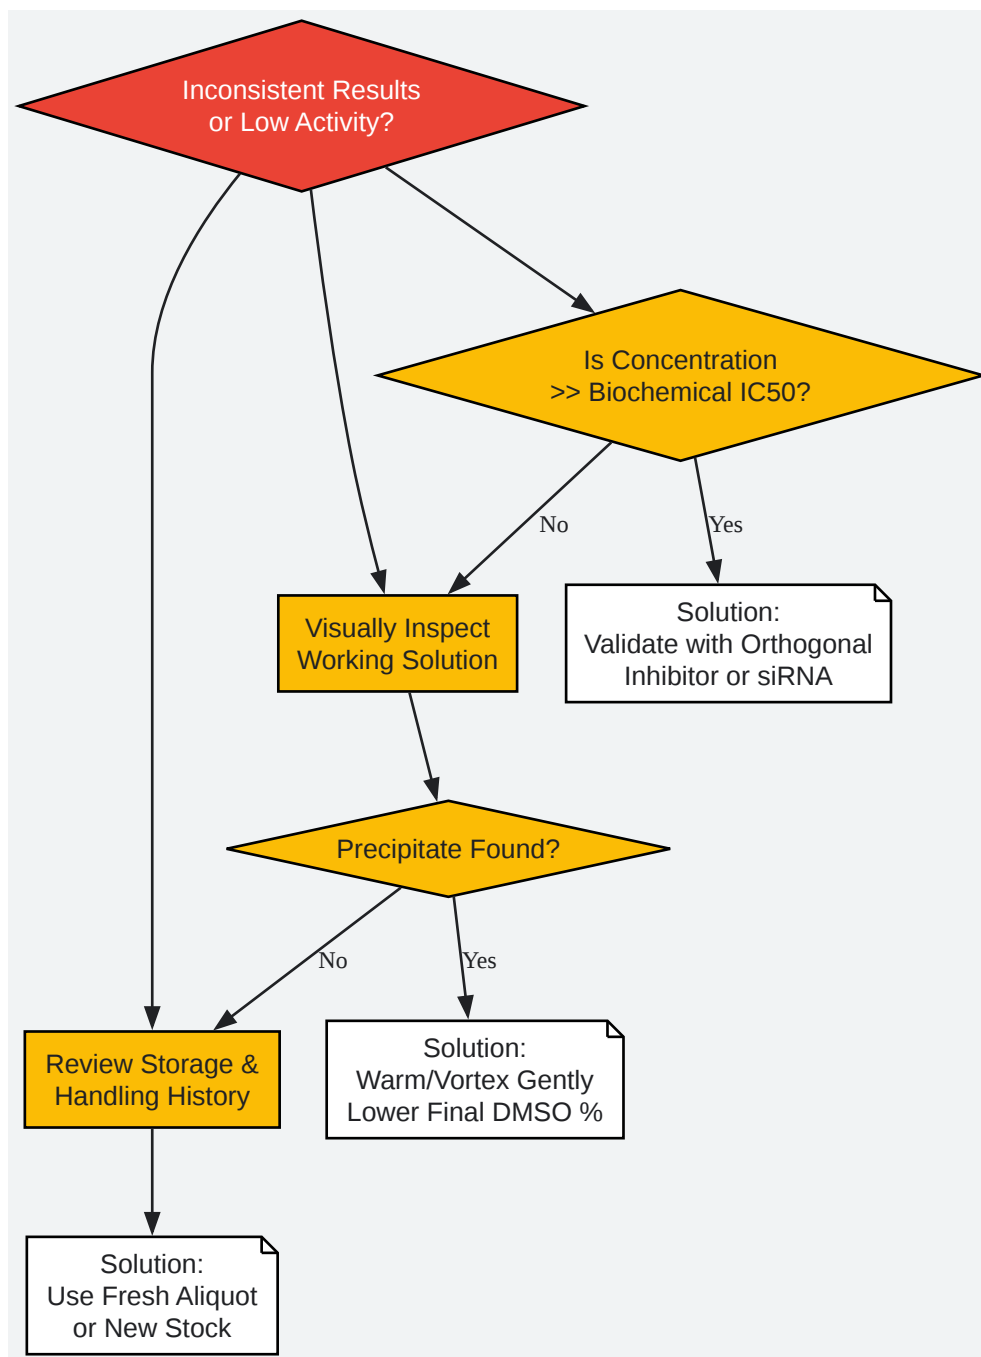 Inconsistent Results
or Low Activity?
Is Concentration
>> Biochemical IC50?
No
Yes
Visually Inspect
Working Solution
Solution:
Validate with Orthogonal
Inhibitor or siRNA
Precipitate Found?
No
Yes
Review Storage &
Handling History
Solution:
Warm/Vortex Gently
Lower Final DMSO %
Solution:
Use Fresh Aliquot
or New Stock